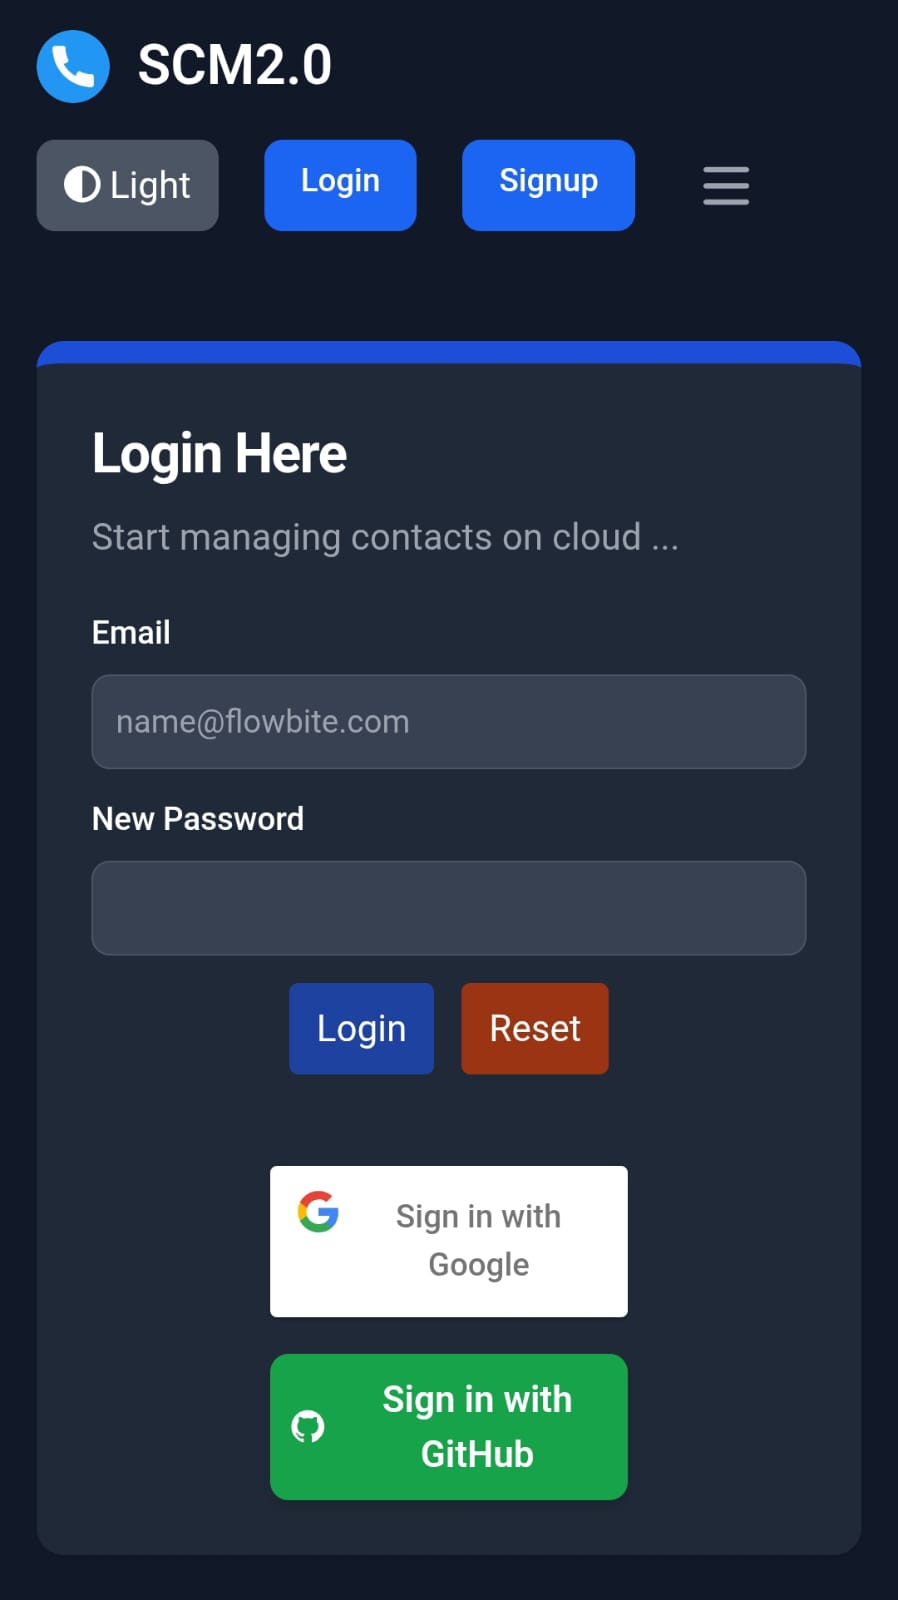 SCM2.0
Light
Login
Signup
Login Here
Start managing contacts on cloud ...
Email
name@flowbite.com
New Password
Login
Reset
Sign in with
Google
Sign in with
GitHub